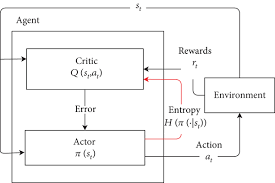 s_t
Agent
Rewards
r_t
Critic
Q (s_t,a_t)
Environment
Error
Entropy
H (π (·|s_t)
Actor
π (s_t)
Action
a_t